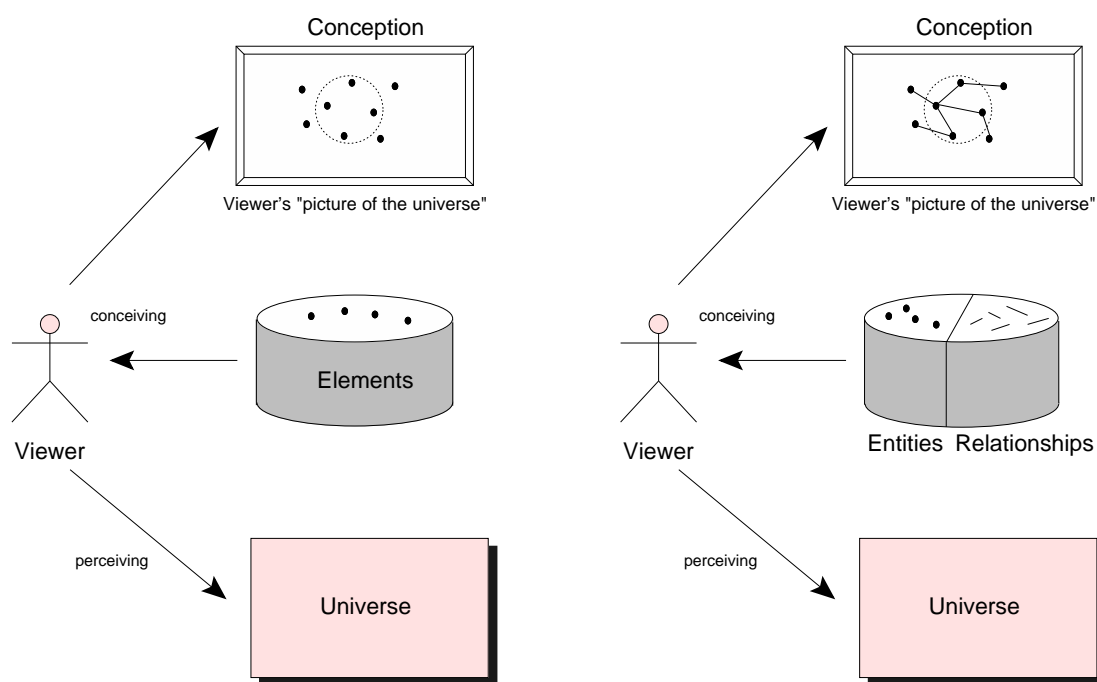 Conception
Viewer's "picture of the universe"
conceiving
Elements
Viewer
perceiving
Universe
Conception
Viewer's "picture of the universe"
conceiving
Entities Relationships
Viewer
perceiving
Universe